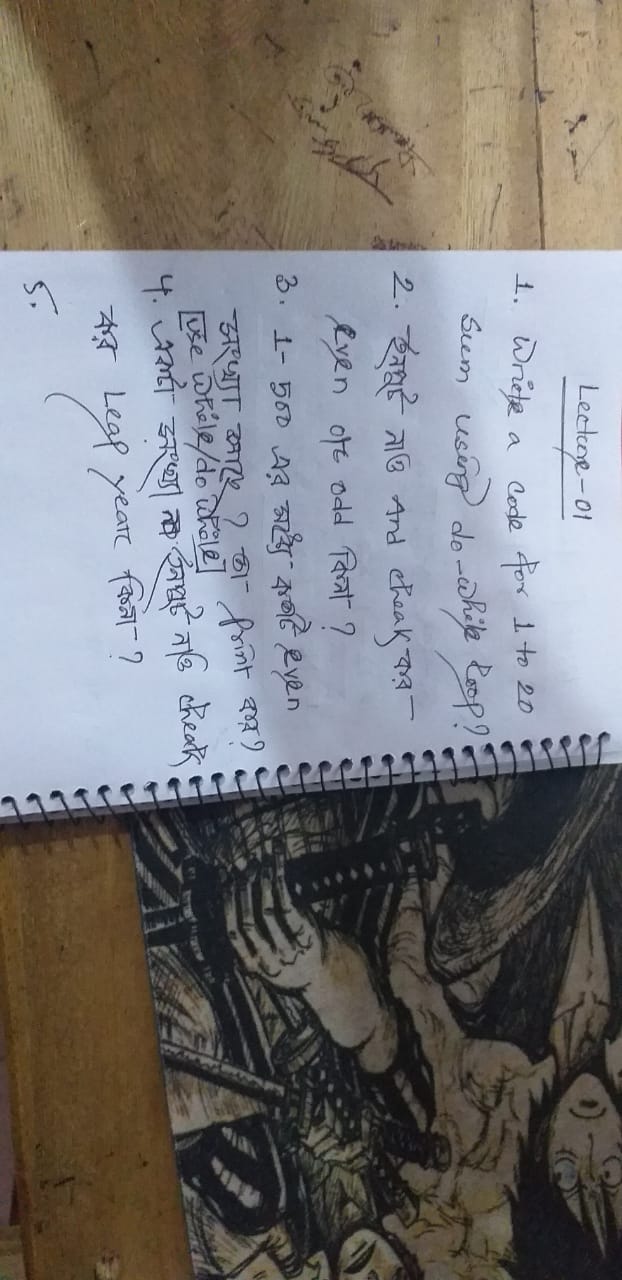 Lecture-01
1. Write a code for 1 to 20
sum using do-while loop?
2. ইনপুট নাও And cheak কর
even or odd কিনা ?
3. 1- 500 এর মধ্যে কতটি even
সংখ্যা আছে ? তা print কর?
[use while/do while]
4. একটা সংখ্যা ইনপুট নাও cheak
কর Leap year কিনা ?
5.